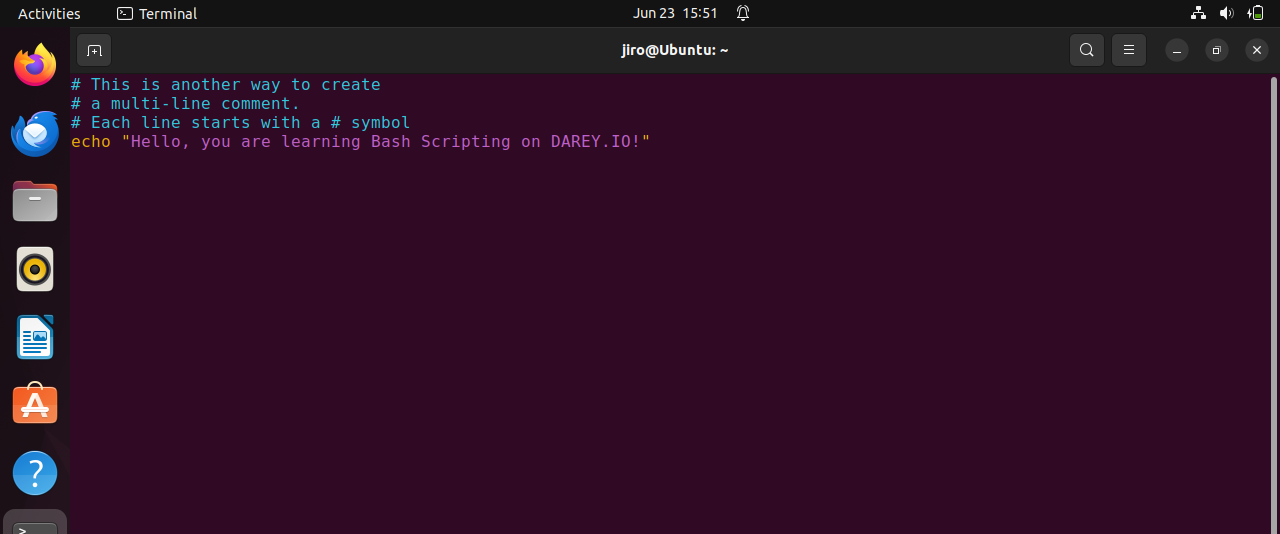 Activities Terminal Jun 23 15:51
jiro@Ubuntu: ~
# This is another way to create
# a multi-line comment.
# Each line starts with a # symbol
echo "Hello, you are learning Bash Scripting on DAREY.IO!"